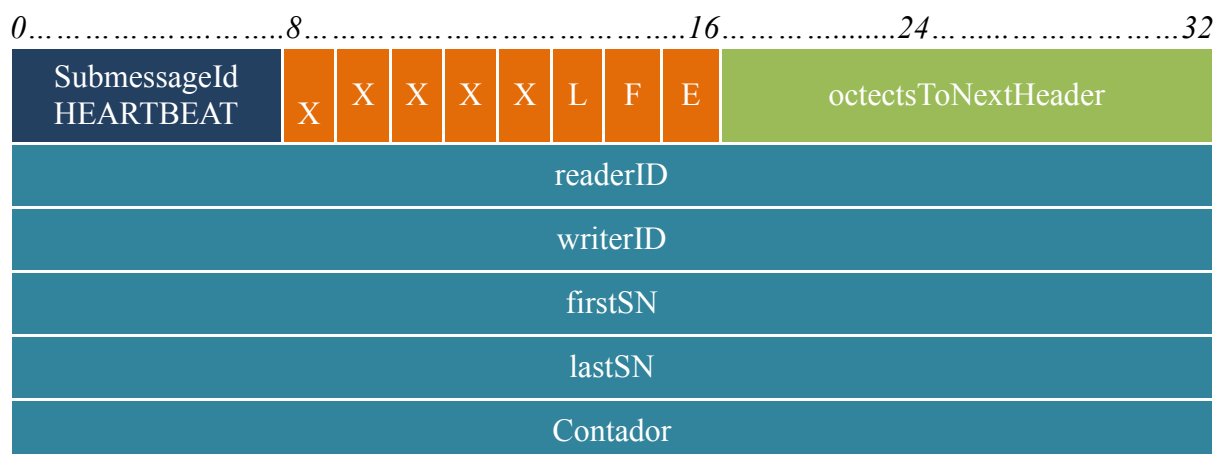 0…………….………..8………………………………..16………….......24…......…………………32
SubmessageId
HEARTBEAT
X X X X X L F E
octectsToNextHeader
readerID
writerID
firstSN
lastSN
Contador